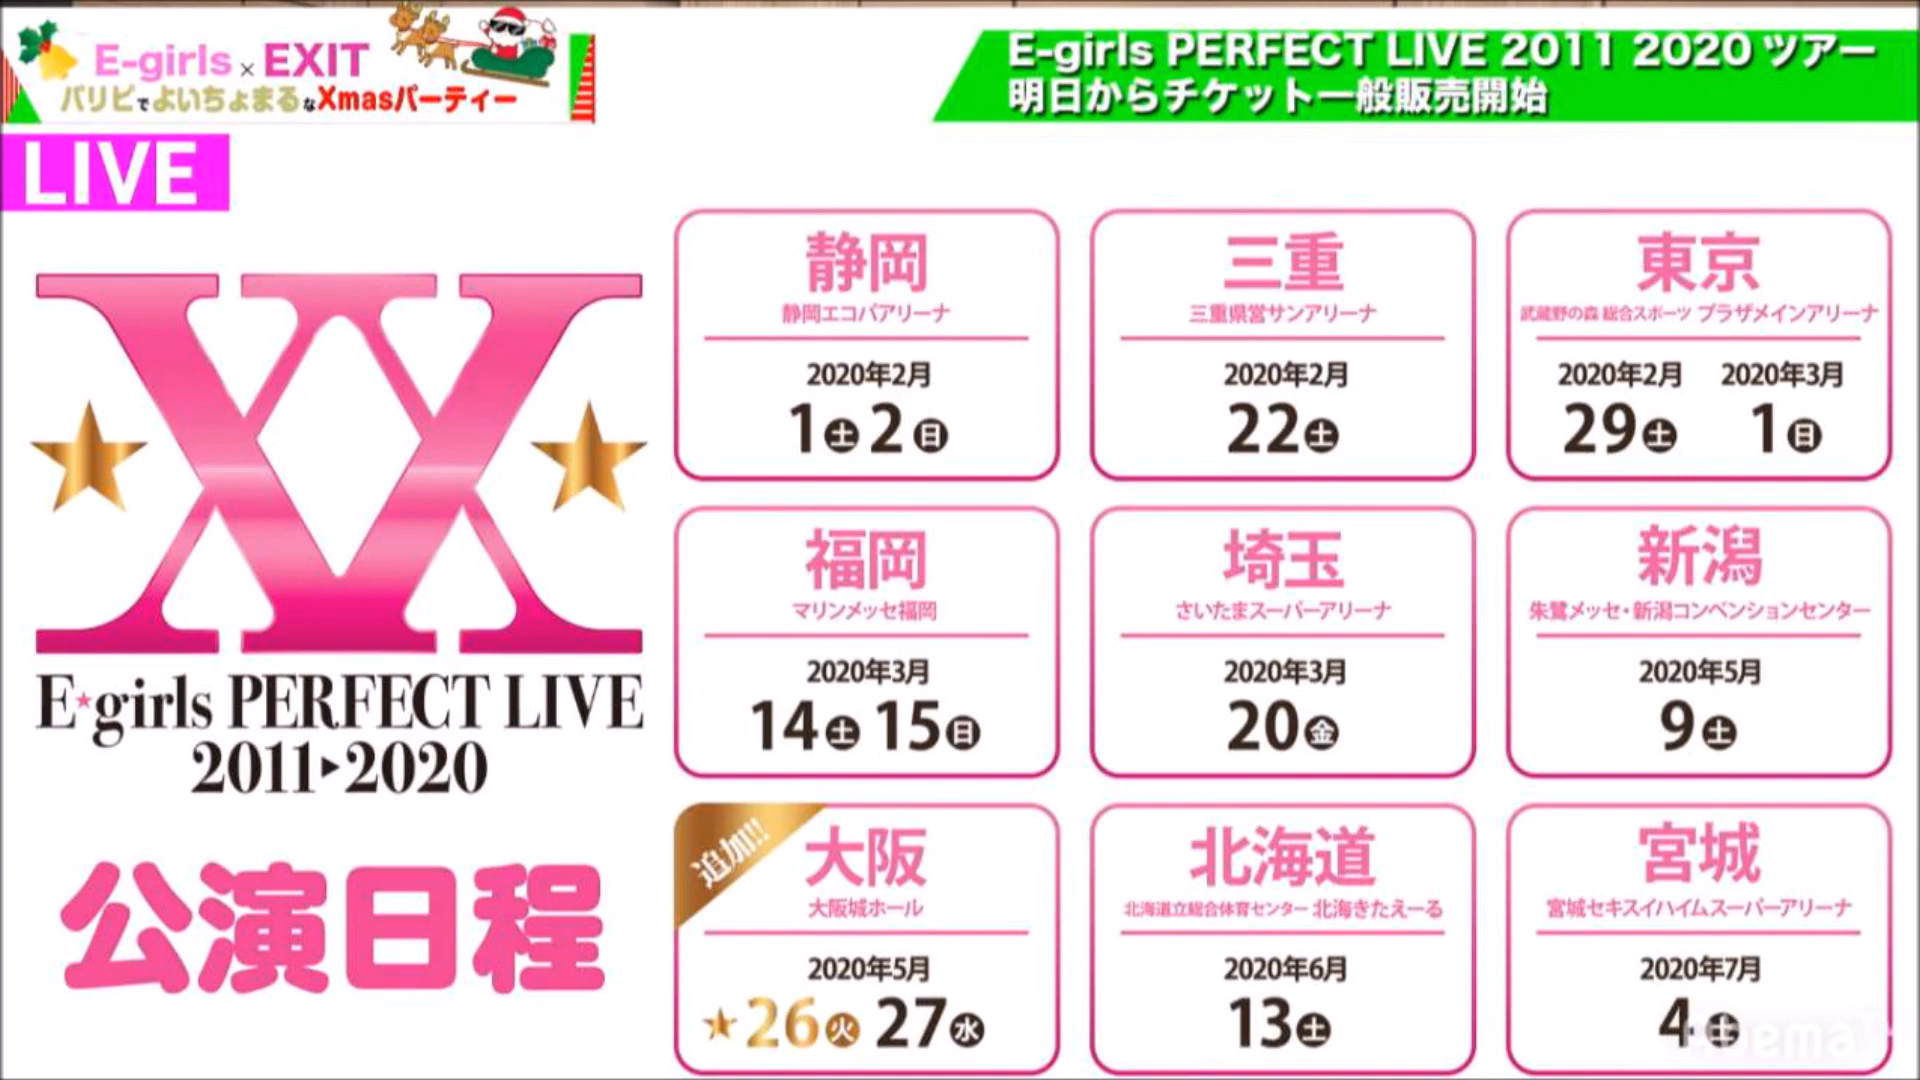 E-girls × EXIT
パリピでよいちょまるなXmasパーティー
E-girls PERFECT LIVE 2011 2020 ツアー
明日からチケット一般販売開始
LIVE
XX
E★girls PERFECT LIVE
2011▶2020
公演日程
静岡
静岡エコパアリーナ
2020年2月
1土 2日
三重
三重県営サンアリーナ
2020年2月
22土
東京
武蔵野の森 総合スポーツ プラザメインアリーナ
2020年2月 2020年3月
29土 1日
福岡
マリンメッセ福岡
2020年3月
14土 15日
埼玉
さいたまスーパーアリーナ
2020年3月
20金
新潟
朱鷺メッセ・新潟コンベンションセンター
2020年5月
9土
追加!!
大阪
大阪城ホール
2020年5月
★26火 27水
北海道
北海道立総合体育センター 北海きたえーる
2020年6月
13土
宮城
宮城セキスイハイムスーパーアリーナ
2020年7月
4土